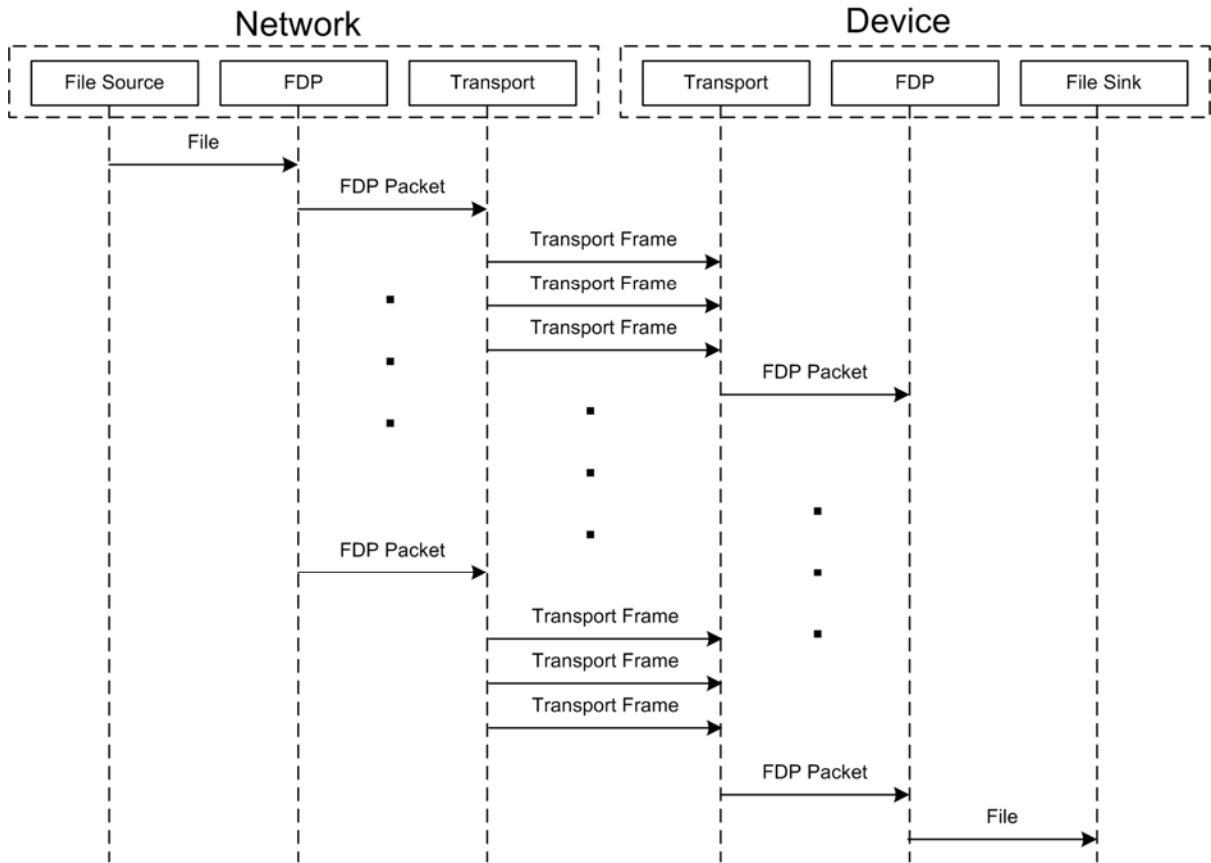 Network
Device
File Source
FDP
Transport
Transport
FDP
File Sink
File
FDP Packet
Transport Frame
Transport Frame
Transport Frame
FDP Packet
FDP Packet
Transport Frame
Transport Frame
Transport Frame
FDP Packet
File